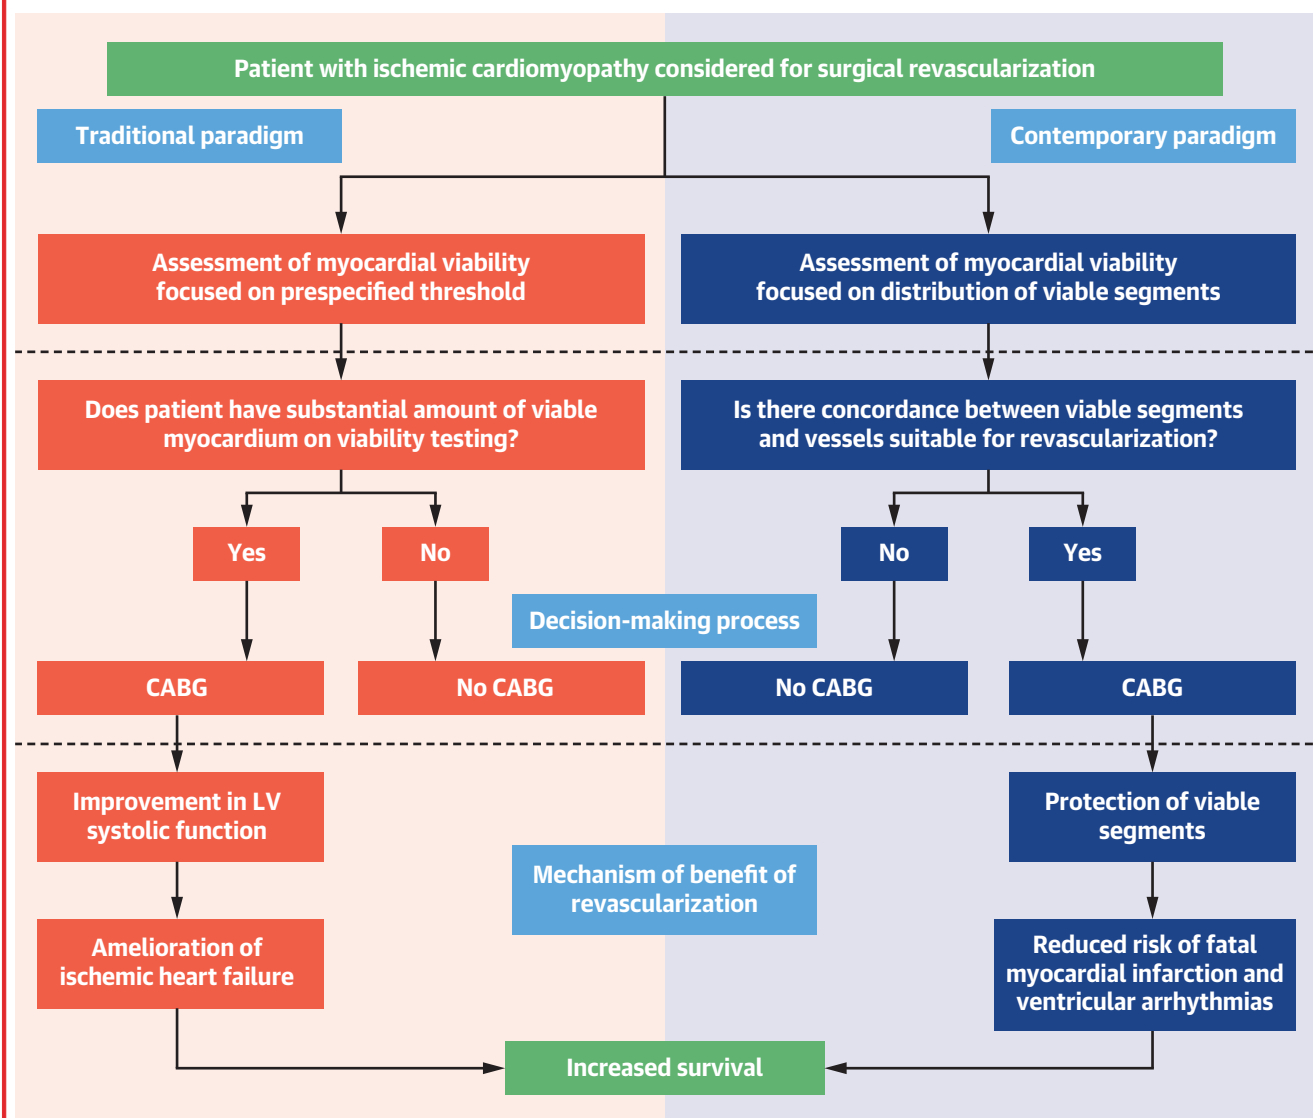 Patient with ischemic cardiomyopathy considered for surgical revascularization
Traditional paradigm
Contemporary paradigm
Assessment of myocardial viability
focused on prespecified threshold
Assessment of myocardial viability
focused on distribution of viable segments
Does patient have substantial amount of viable
myocardium on viability testing?
Is there concordance between viable segments
and vessels suitable for revascularization?
Yes
No
No
Yes
Decision-making process
CABG
No CABG
No CABG
CABG
Improvement in LV
systolic function
Protection of viable
segments
Mechanism of benefit of
revascularization
Amelioration of
ischemic heart failure
Reduced risk of fatal
myocardial infarction and
ventricular arrhythmias
Increased survival